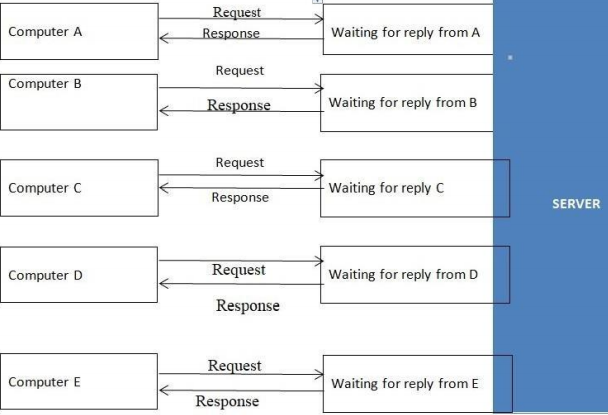 Request
Computer A
Response
Waiting for reply from A
Request
Computer B
Response
Waiting for reply from B
Request
Computer C
Response
Waiting for reply C
SERVER
Request
Computer D
Waiting for reply from D
Response
Request
Computer E
Waiting for reply from E
Response